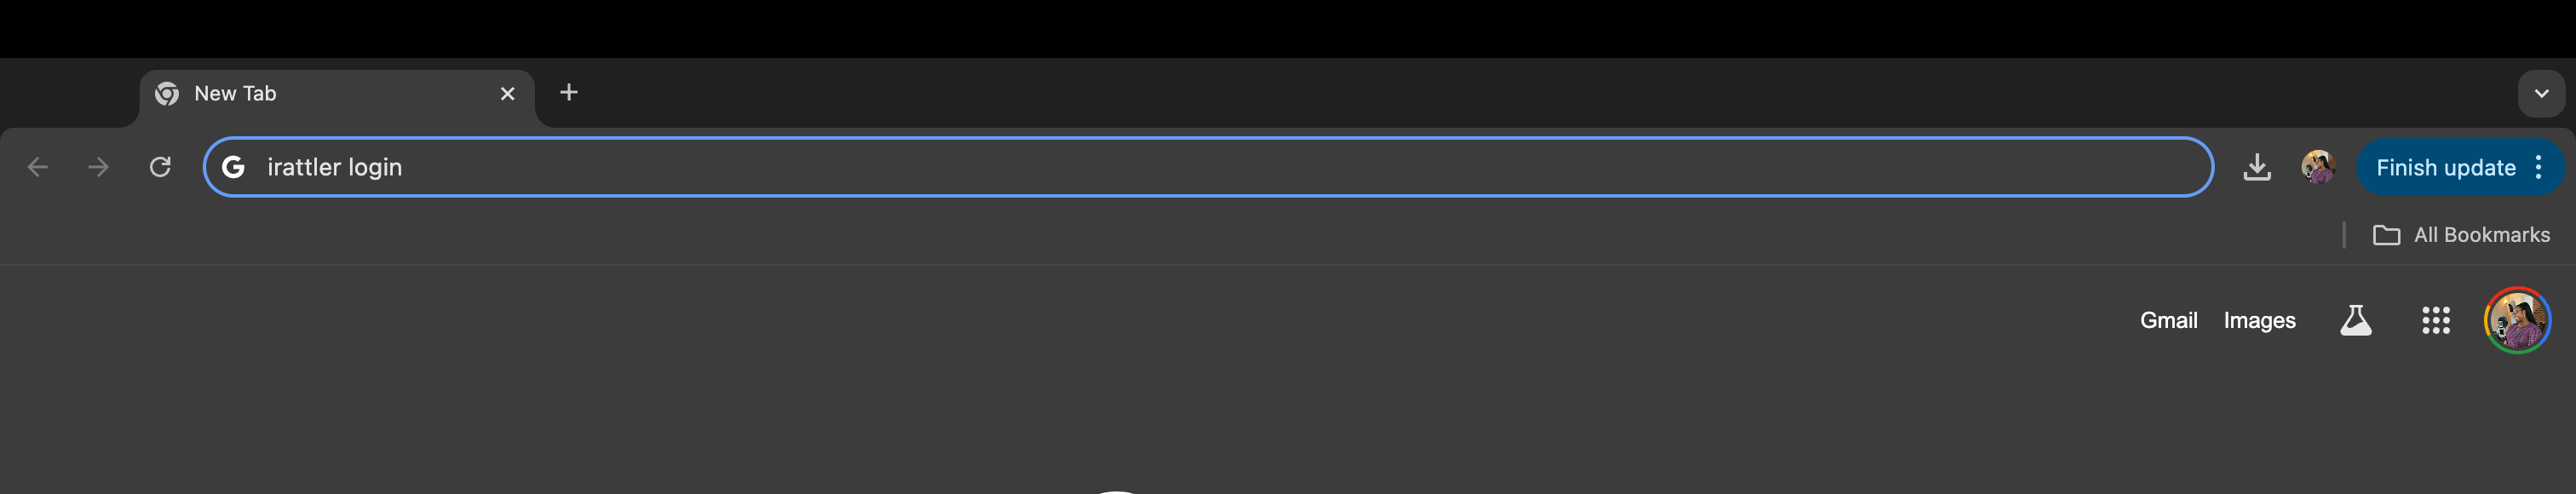 New Tab
irattler login
Finish update
All Bookmarks
Gmail Images